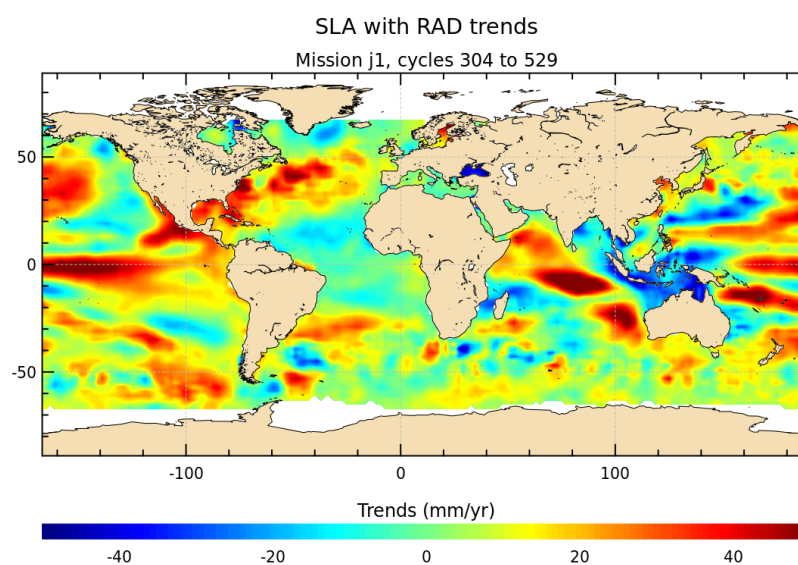 SLA with RAD trends
Mission j1, cycles 304 to 529
50
0
-50
-100 0 100
Trends (mm/yr)
-40 -20 0 20 40